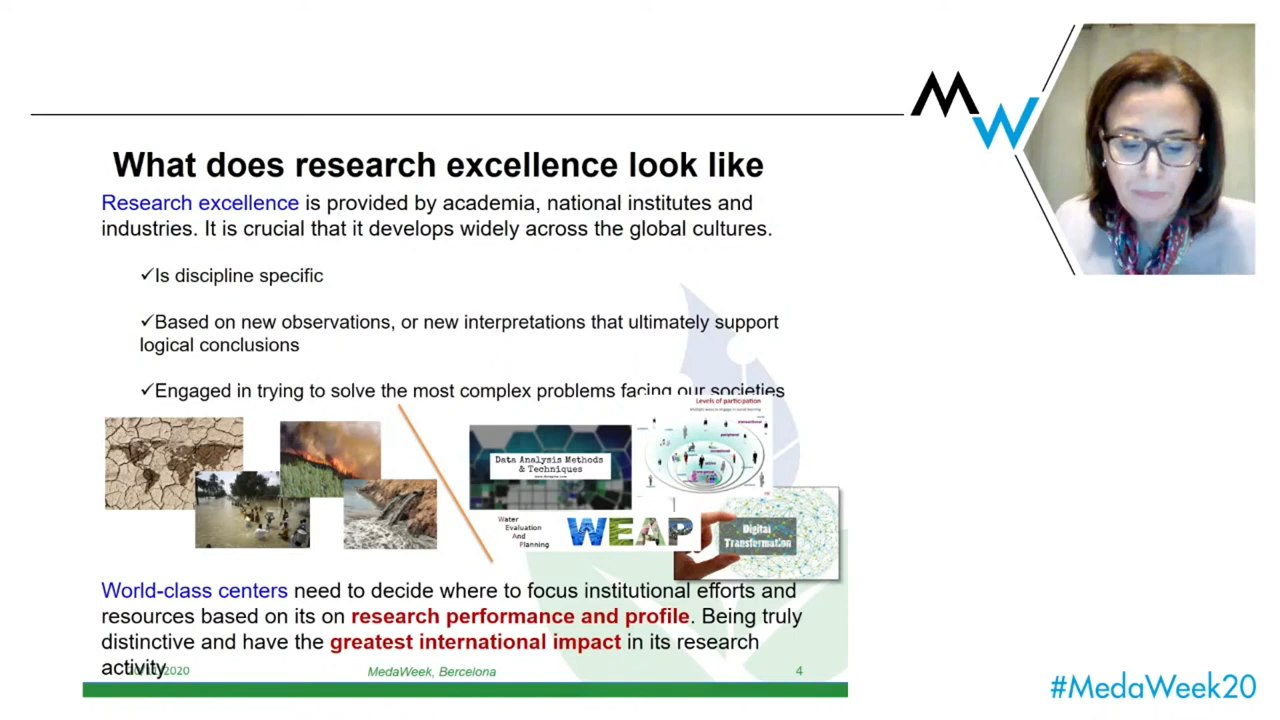 MW
What does research excellence look like
Research excellence is provided by academia, national institutes and
industries. It is crucial that it develops widely across the global cultures.
✓Is discipline specific
✓Based on new observations, or new interpretations that ultimately support
logical conclusions
✓Engaged in trying to solve the most complex problems facing our societies
Levels of participation
Data Analysis Methods
& Techniques
Water
Evaluation
And
Planning
WEAP
Digital
Transformation
World-class centers need to decide where to focus institutional efforts and
resources based on its on research performance and profile. Being truly
distinctive and have the greatest international impact in its research
activity
2020
MedaWeek, Bercelona
4
#MedaWeek20